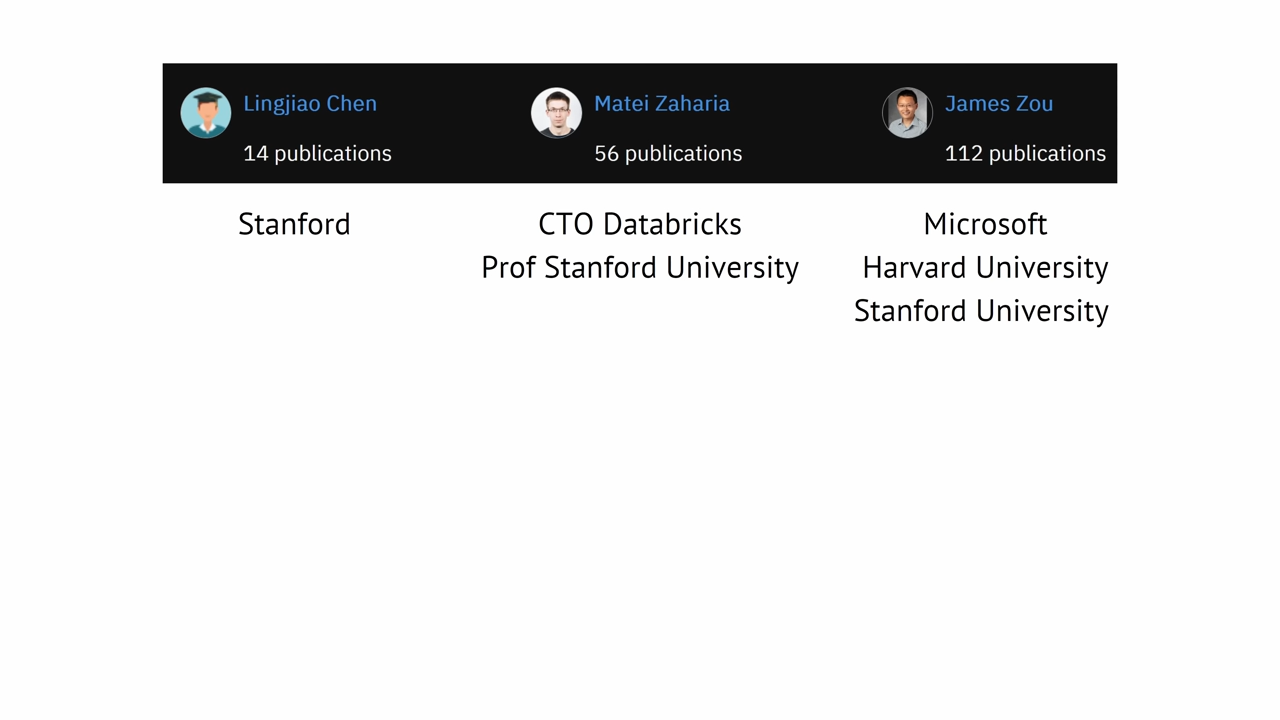 Lingjiao Chen
14 publications
Matei Zaharia
56 publications
James Zou
112 publications
Stanford
CTO Databricks
Prof Stanford University
Microsoft
Harvard University
Stanford University